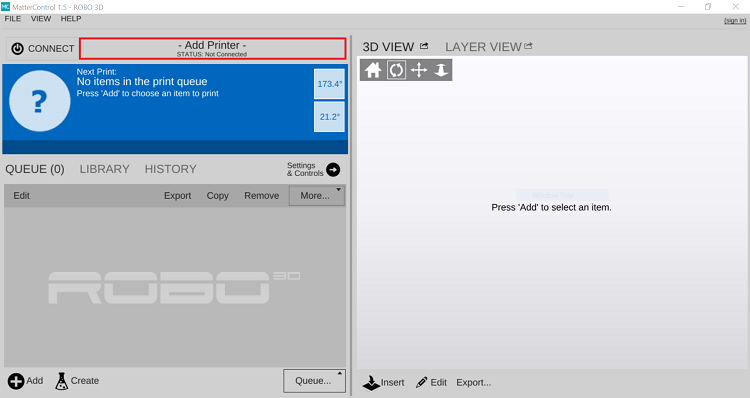 MC MatterControl 1.5 - ROBO 3D
FILE VIEW HELP
(sign in)
CONNECT
- Add Printer -
STATUS: Not Connected
Next Print:
No items in the print queue
Press 'Add' to choose an item to print
?
173.4°
21.2°
QUEUE (0) LIBRARY HISTORY
Settings
& Controls
Edit Export Copy Remove More...
ROBO 3D
Add Create Queue...
3D VIEW LAYER VIEW
Press 'Add' to select an item.
Insert Edit Export...